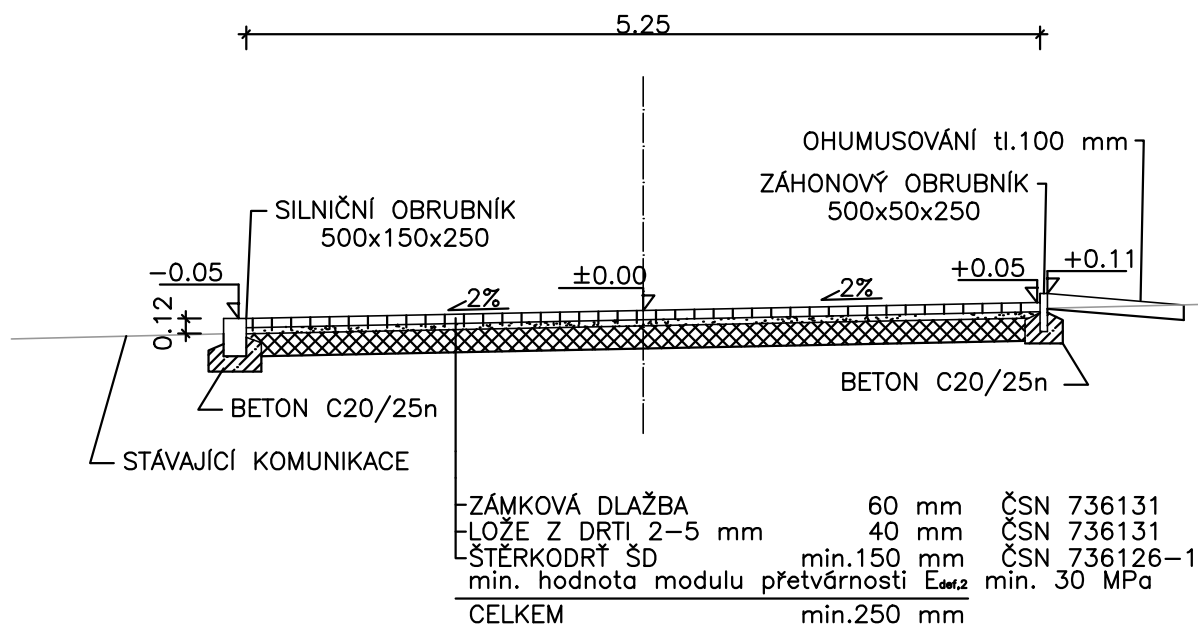 5.25
OHUMUSOVÁNÍ tl.100 mm
ZÁHONOVÝ OBRUBNÍK
500x50x250
SILNIČNÍ OBRUBNÍK
500x150x250
-0.05
±0.00
+0.05
+0.11
2%
2%
0.12
BETON C20/25n
BETON C20/25n
STÁVAJÍCÍ KOMUNIKACE
ZÁMKOVÁ DLAŽBA 60 mm ČSN 736131
LOŽE Z DRTI 2-5 mm 40 mm ČSN 736131
ŠTĚRKODRŤ ŠD min.150 mm ČSN 736126-1
min. hodnota modulu přetvárnosti Edef,2 min. 30 MPa
CELKEM min.250 mm